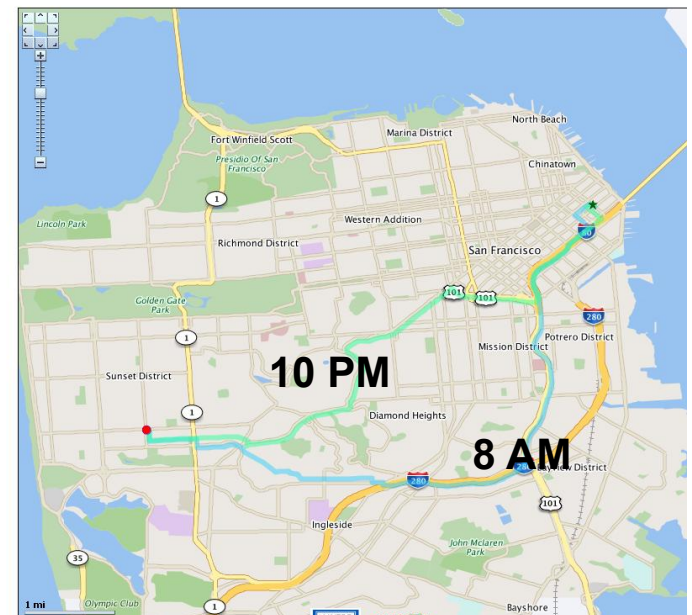 North Beach
Marina District
Fort Winfield Scott
Presidio Of San
Francisco
Chinatown
1
Lincoln Park
Western Addition
80
Richmond District
San Francisco
101
101
Golden Gate
Park
280
1
Mission District
Potrero District
Sunset District
10 PM
1
Diamond Heights
8 AM
280
280
101
Ingleside
John Mclaren
Park
35
1 mi
Olympic Club
1
Bayshore